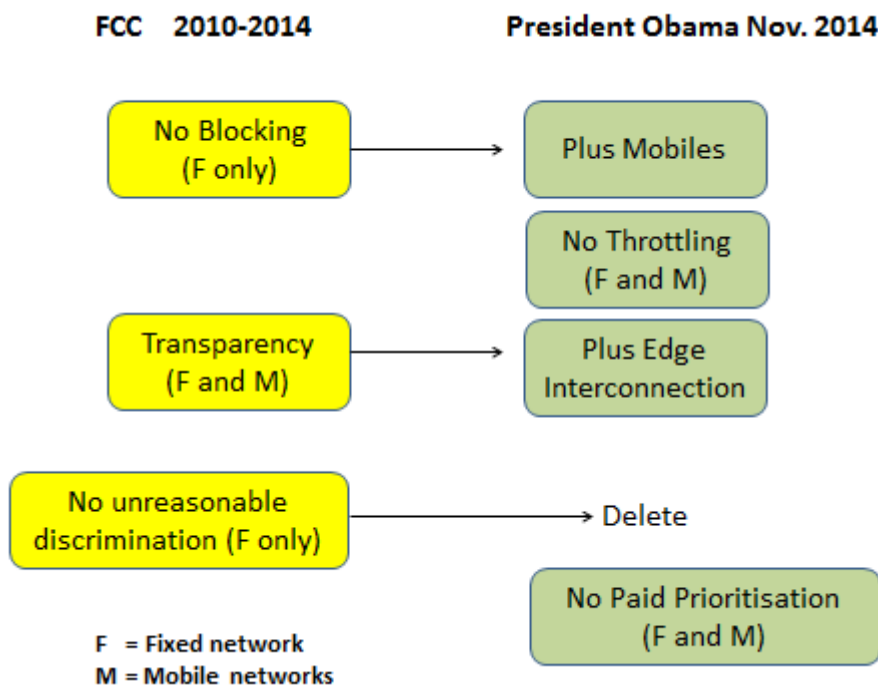 FCC 2010-2014
President Obama Nov. 2014
No Blocking
(F only)
Plus Mobiles
No Throttling
(F and M)
Transparency
(F and M)
Plus Edge
Interconnection
No unreasonable
discrimination (F only)
Delete
No Paid Prioritisation
(F and M)
F = Fixed network
M = Mobile networks